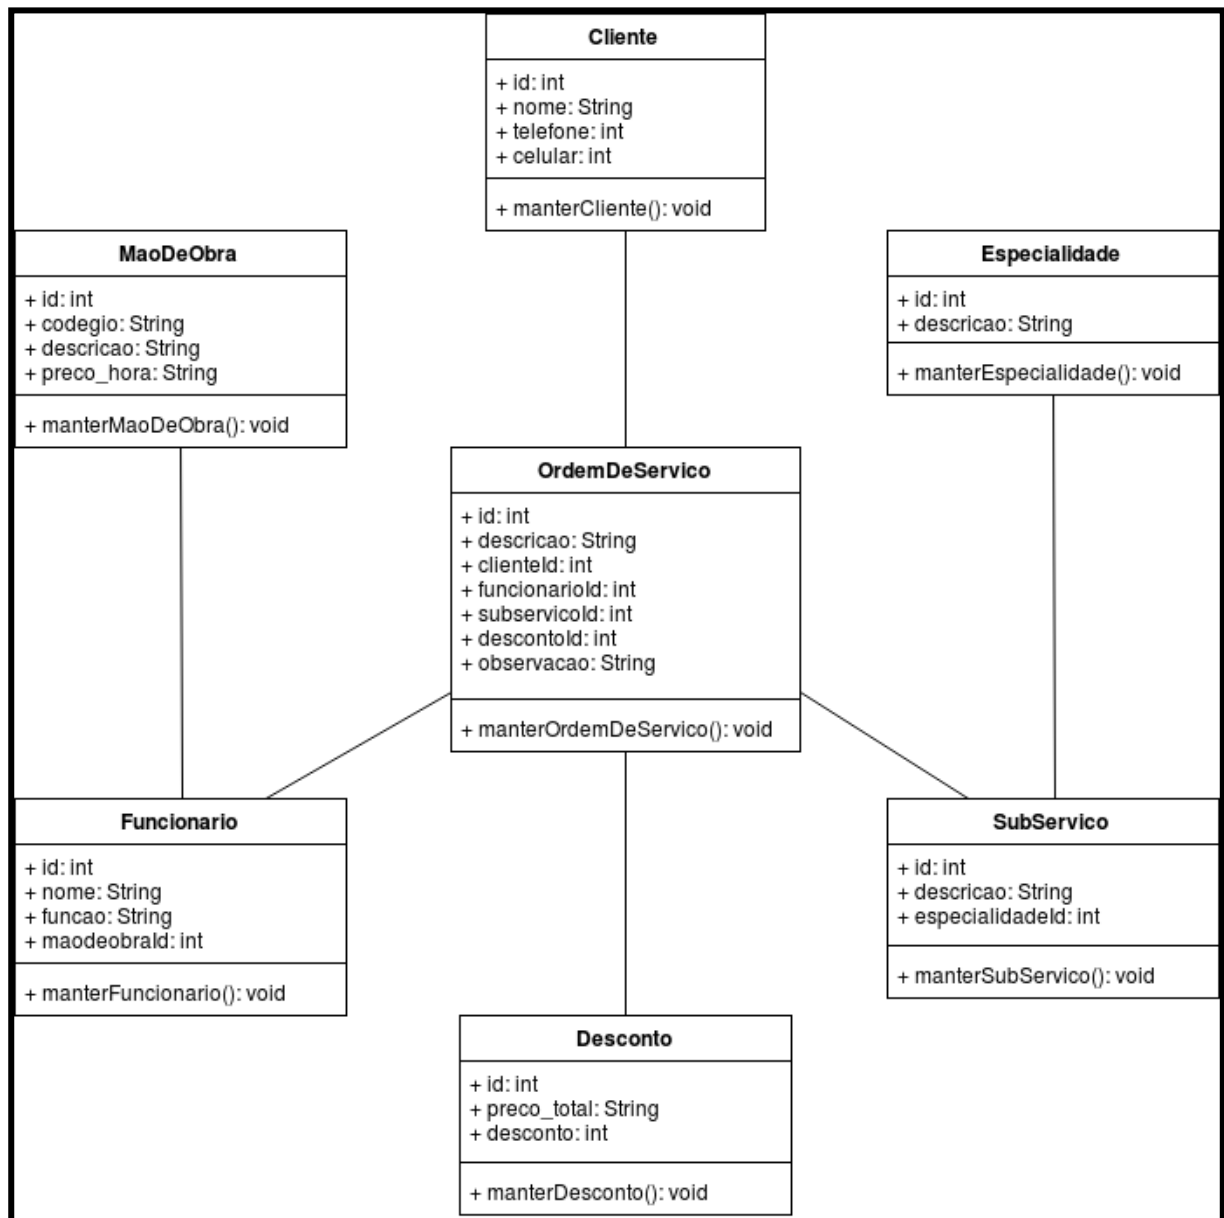 Cliente
+ id: int
+ nome: String
+ telefone: int
+ celular: int
+ manterCliente(): void
MaoDeObra
+ id: int
+ codegio: String
+ descricao: String
+ preco_hora: String
+ manterMaoDeObra(): void
Especialidade
+ id: int
+ descricao: String
+ manterEspecialidade(): void
OrdemDeServico
+ id: int
+ descricao: String
+ clienteId: int
+ funcionarioId: int
+ subservicoId: int
+ descontoId: int
+ observacao: String
+ manterOrdemDeServico(): void
Funcionario
+ id: int
+ nome: String
+ funcao: String
+ maodeobraId: int
+ manterFuncionario(): void
SubServico
+ id: int
+ descricao: String
+ especialidadeId: int
+ manterSubServico(): void
Desconto
+ id: int
+ preco_total: String
+ desconto: int
+ manterDesconto(): void